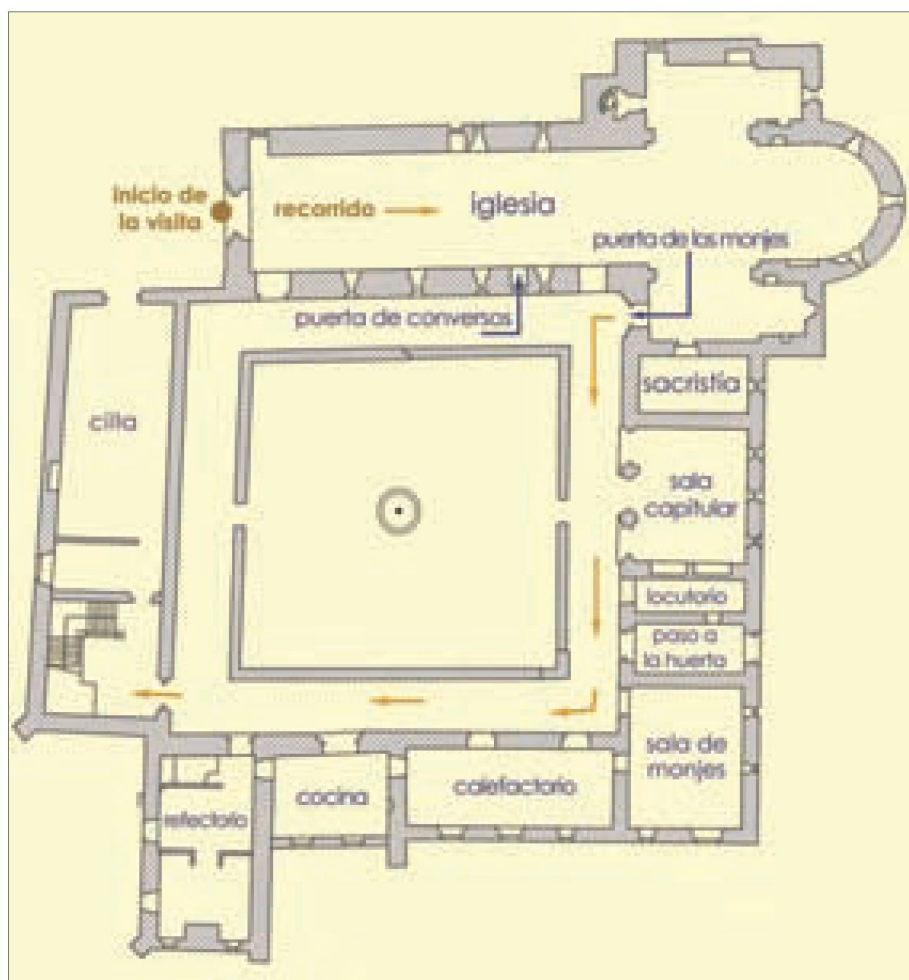 inicio de
la visita
recorrido
iglesia
puerta de los monjes
puerta de conversos
sacristía
cilla
sala
capitular
locutorio
paso a
la huerta
sala de
monjes
calefactorio
cocina
refectorio